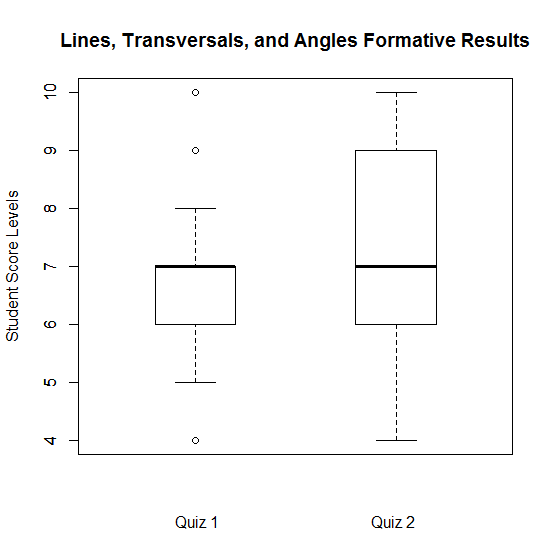 Lines, Transversals, and Angles Formative Results
Student Score Levels
10
9
8
7
6
5
4
Quiz 1
Quiz 2